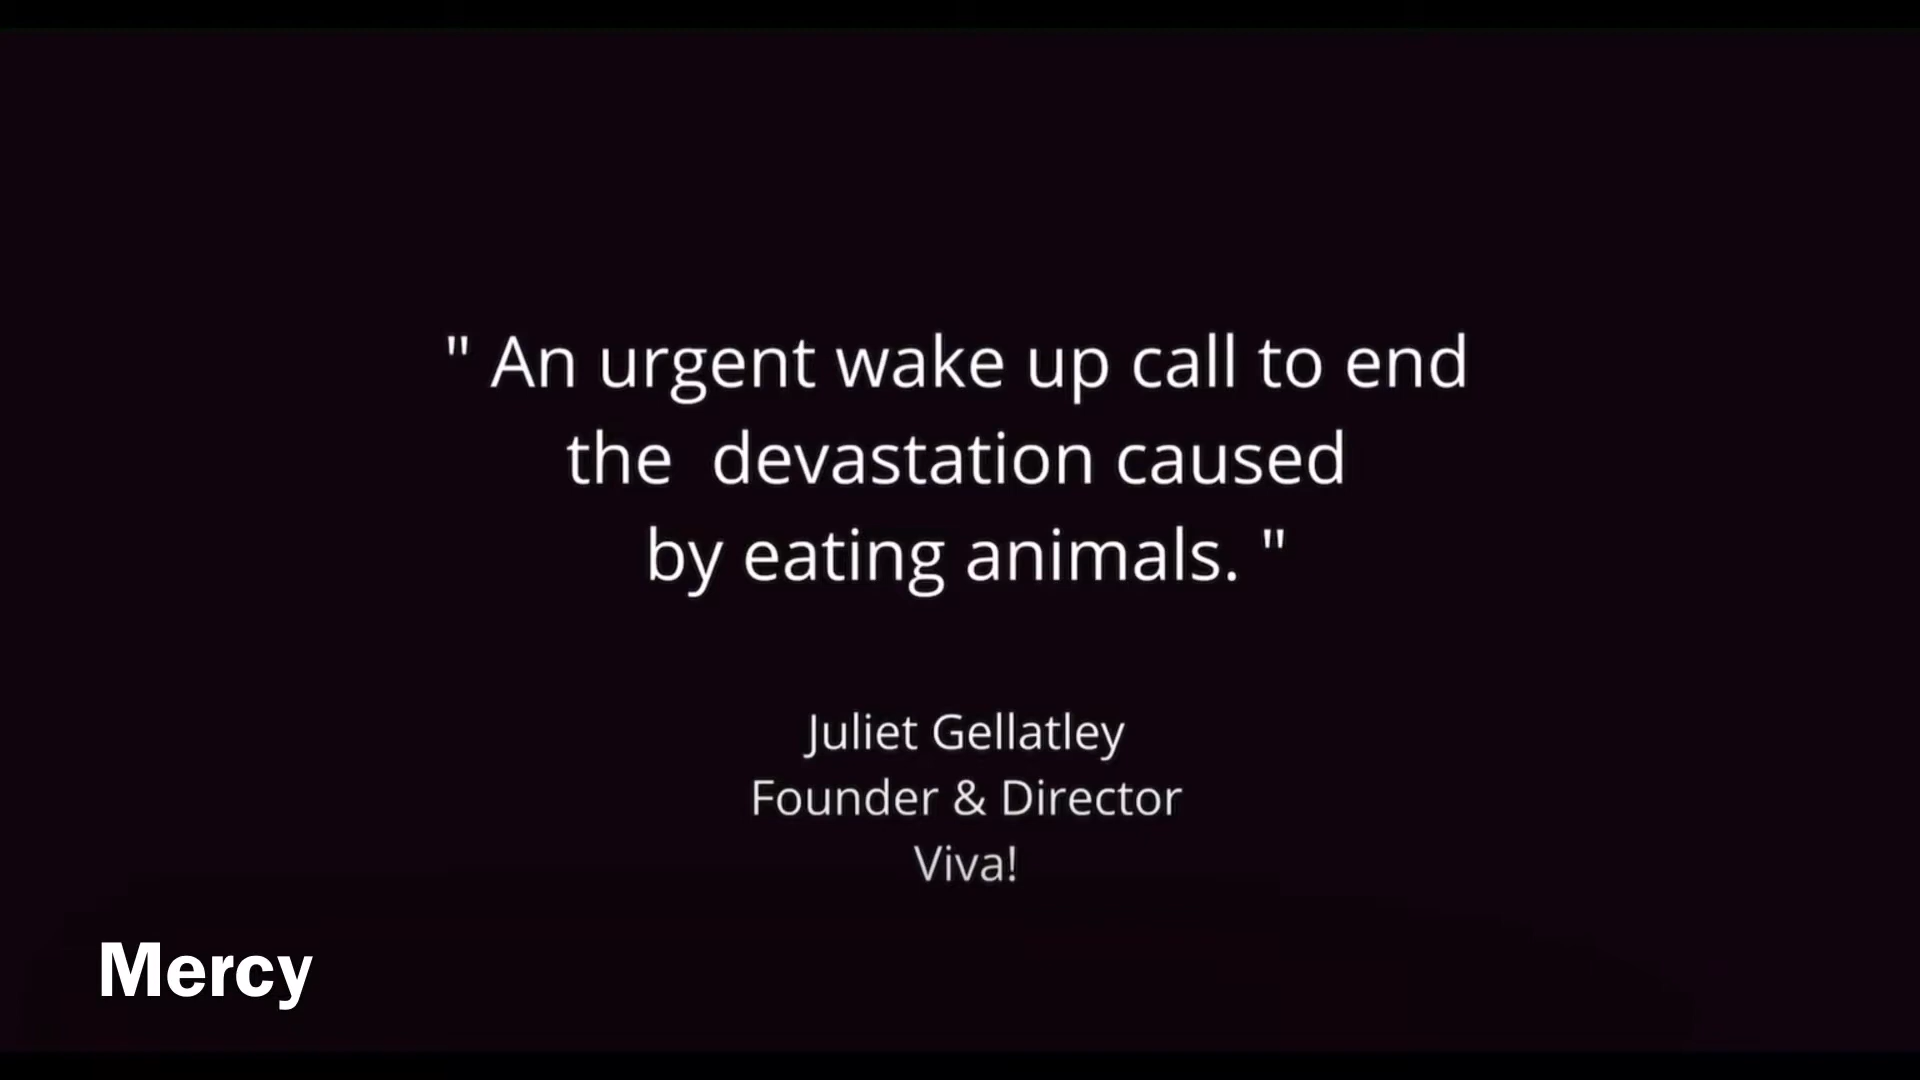 " An urgent wake up call to end
the  devastation caused
by eating animals. "
Juliet Gellatley
Founder & Director
Viva!
Mercy